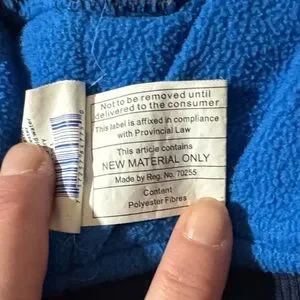 Not to be removed until
delivered to the consumer
This label is affixed in compliance
with Provincial Law
This article contains
NEW MATERIAL ONLY
Made by Reg. No. 70255
Content
Polyester Fibres